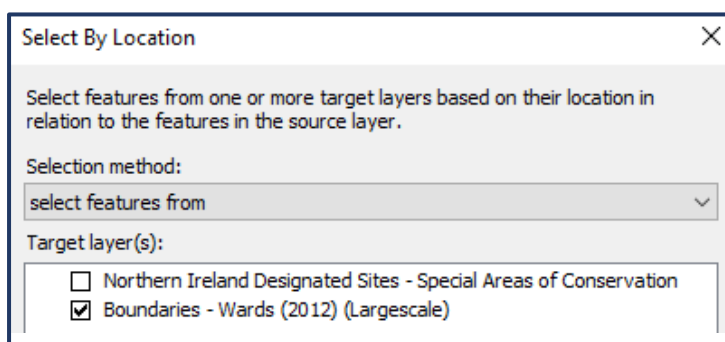 Select By Location
Select features from one or more target layers based on their location in
relation to the features in the source layer.
Selection method:
select features from
Target layer(s):
Northern Ireland Designated Sites - Special Areas of Conservation
Boundaries - Wards (2012) (Largescale)